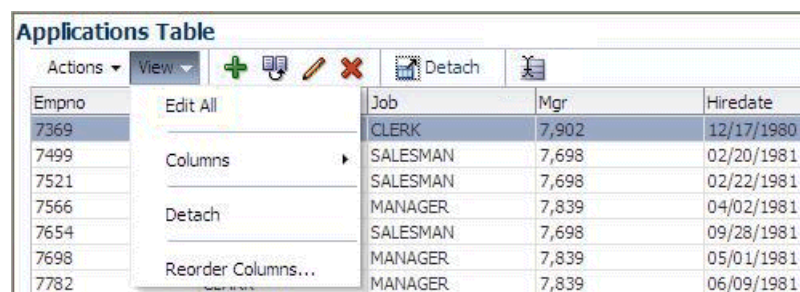 Applications Table
Actions View Detach
Empno Job Mgr Hiredate
Edit All
7369 CLERK 7,902 12/17/1980
7499 SALESMAN 7,698 02/20/1981
Columns
7521 SALESMAN 7,698 02/22/1981
7566 MANAGER 7,839 04/02/1981
Detach
7654 SALESMAN 7,698 09/28/1981
7698 MANAGER 7,839 05/01/1981
Reorder Columns...
7782 MANAGER 7,839 06/09/1981